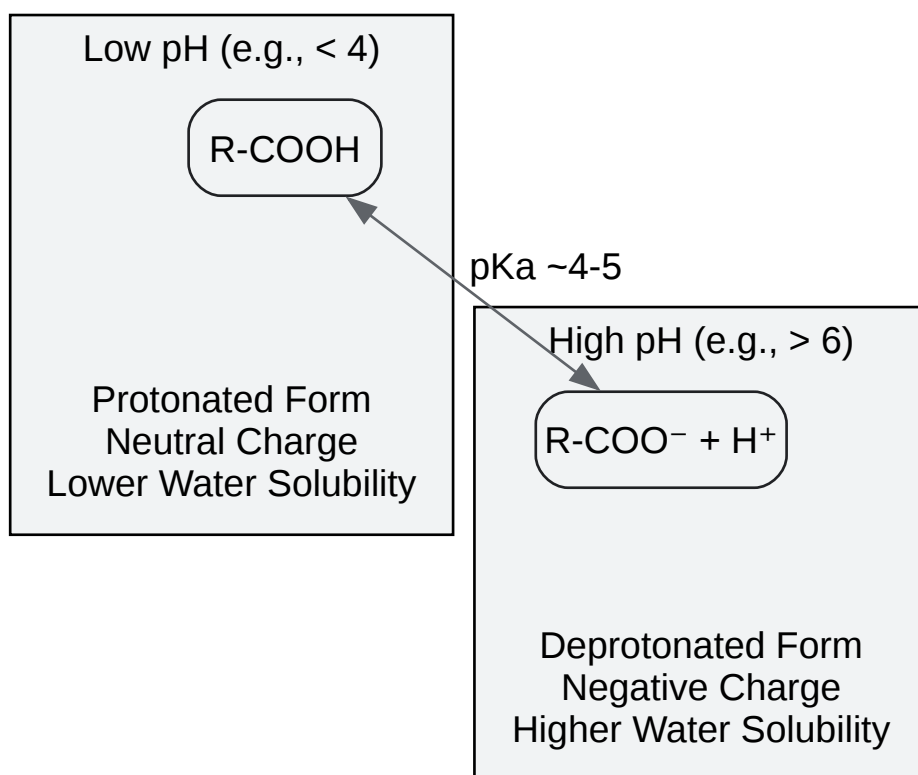 Low pH (e.g., < 4)
R-COOH
pKa ~4-5
Protonated Form
Neutral Charge
Lower Water Solubility
High pH (e.g., > 6)
R-COO⁻ + H⁺
Deprotonated Form
Negative Charge
Higher Water Solubility